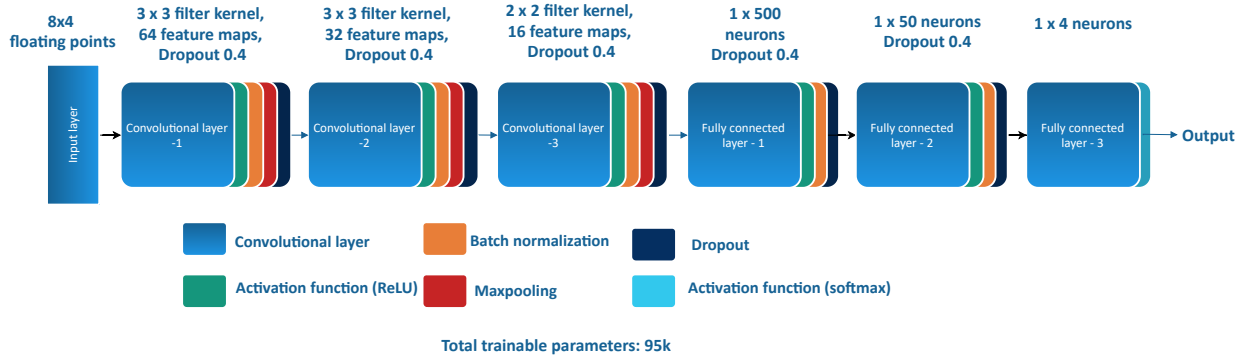 8x4
floating points
3 x 3 filter kernel,
64 feature maps,
Dropout 0.4
3 x 3 filter kernel,
32 feature maps,
Dropout 0.4
2 x 2 filter kernel,
16 feature maps,
Dropout 0.4
1 x 500
neurons
Dropout 0.4
1 x 50 neurons
Dropout 0.4
1 x 4 neurons
Input layer
Convolutional layer
-1
Convolutional layer
-2
Convolutional layer
-3
Fully connected
layer - 1
Fully connected
layer - 2
Fully connected
layer - 3
Output
Convolutional layer
Batch normalization
Dropout
Activation function (ReLU)
Maxpooling
Activation function (softmax)
Total trainable parameters: 95k